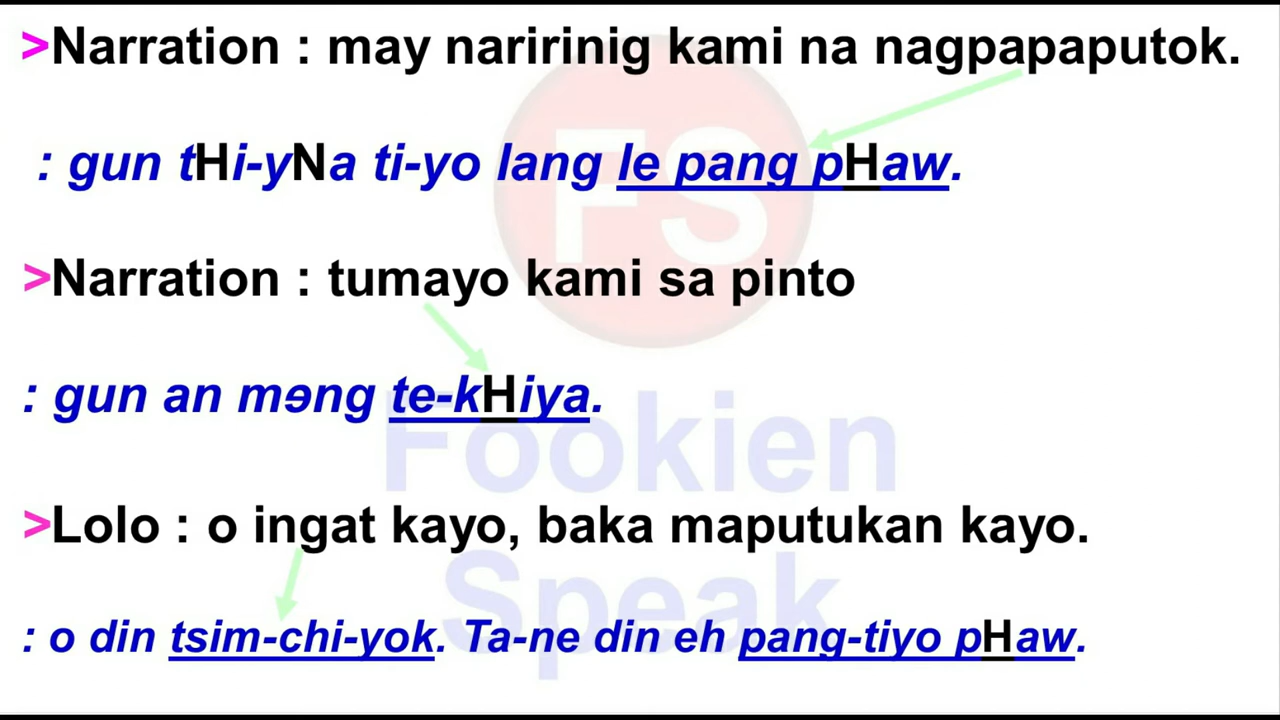 >Narration : may naririnig kami na nagpapaputok.
: gun tHi-yNa ti-yo lang le pang pHaw.
>Narration : tumayo kami sa pinto
: gun an mɘng te-kHiya.
>Lolo : o ingat kayo, baka maputukan kayo.
: o din tsim-chi-yok. Ta-ne din eh pang-tiyo pHaw.
FS
Fookien
Speak